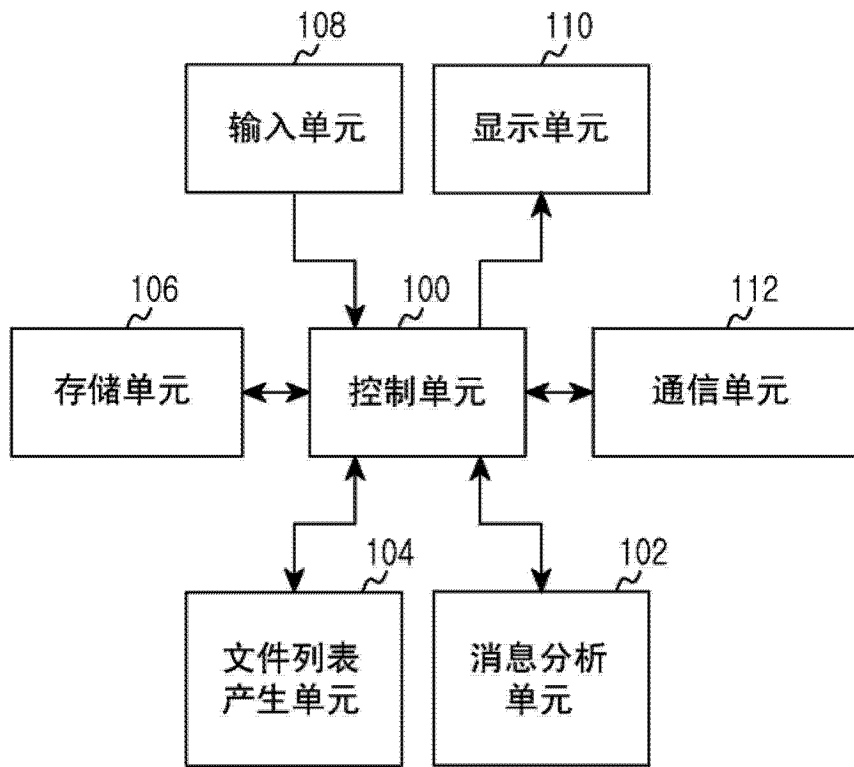 108
110
输入单元
显示单元
106
100
112
存储单元
控制单元
通信单元
104
102
文件列表
产生单元
消息分析
单元